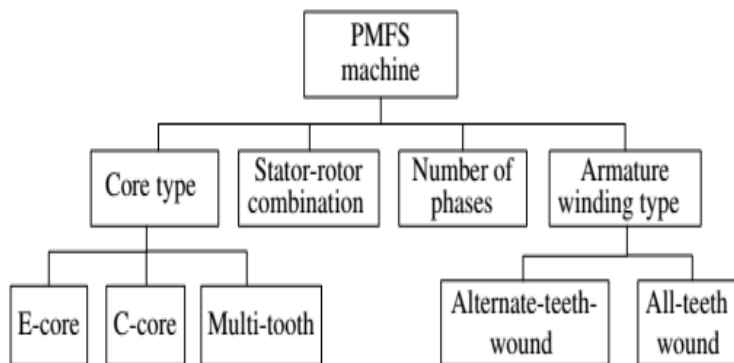 PMFS
machine
Core type
Stator-rotor
combination
Number of
phases
Armature
winding type
E-core
C-core
Multi-tooth
Alternate-teeth-
wound
All-teeth
wound